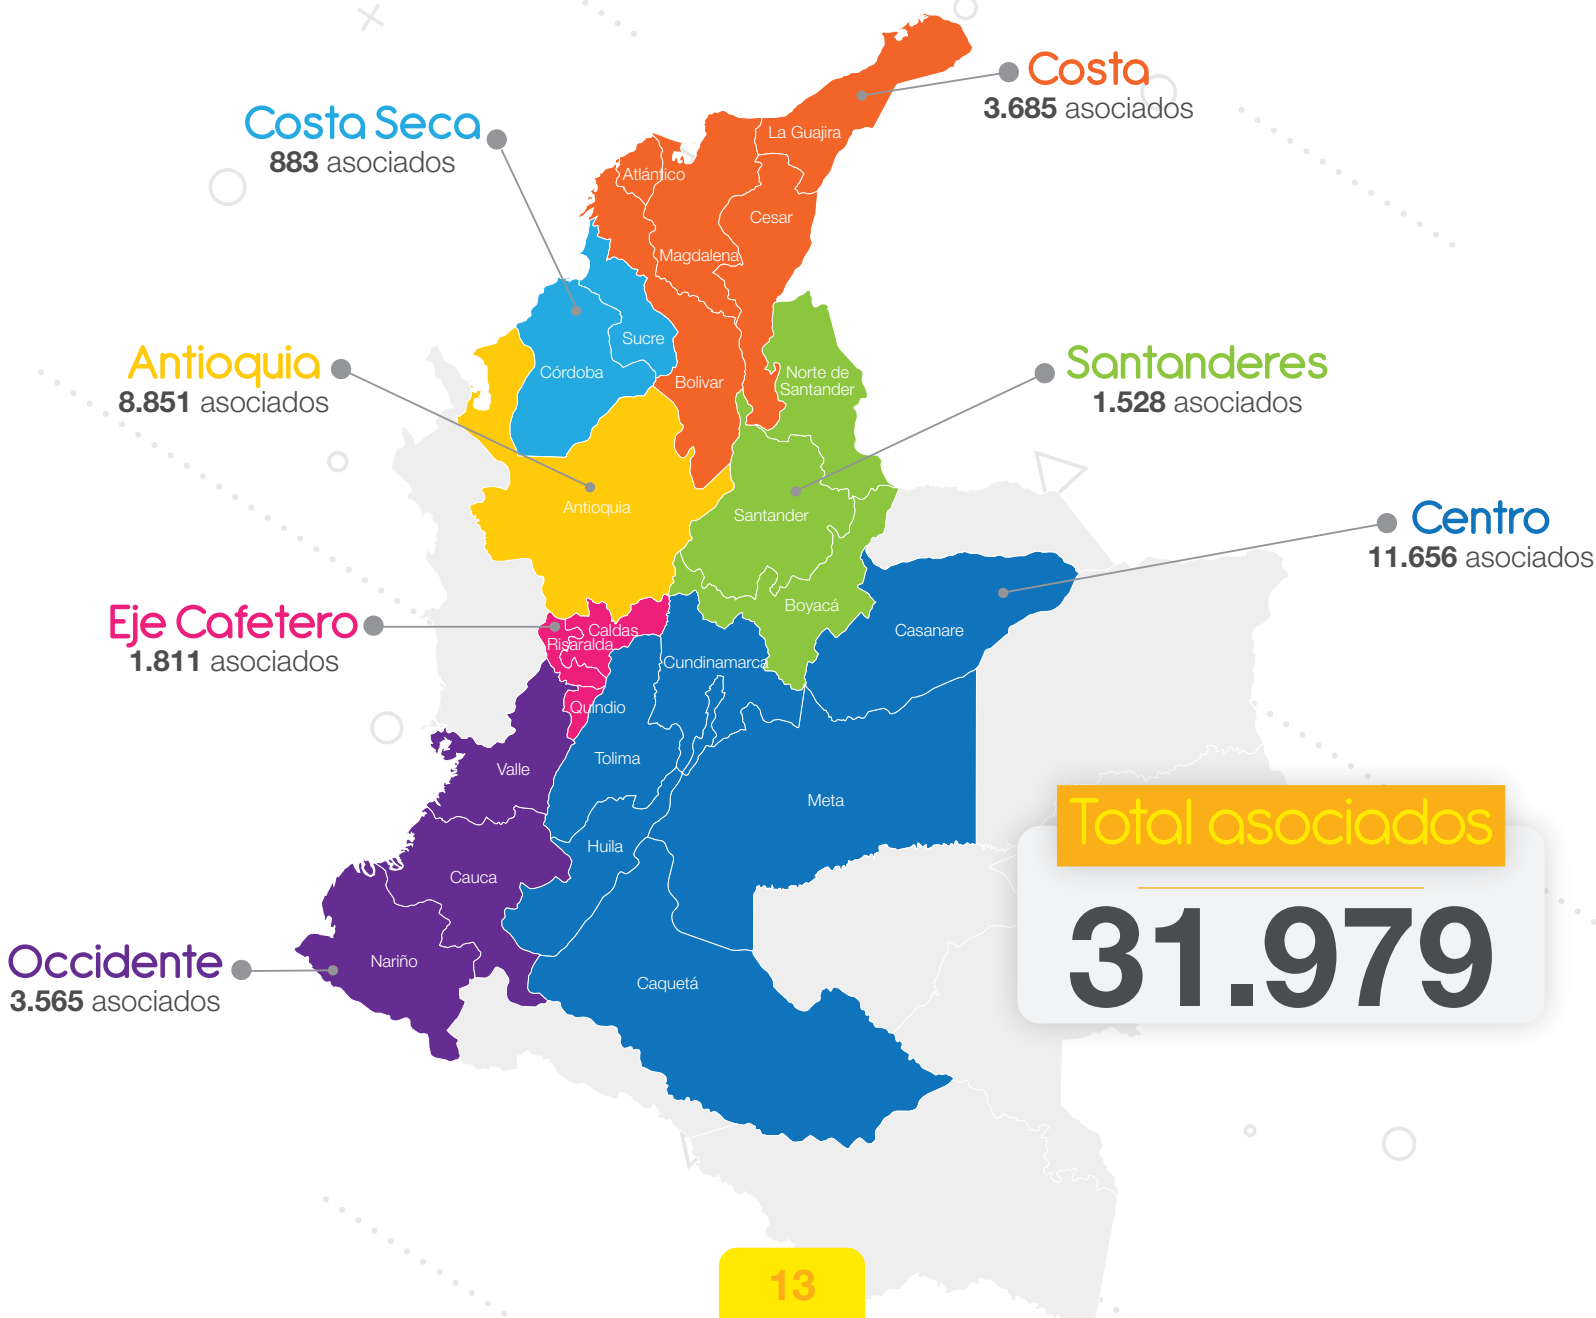 Costa
3.685 asociados
Costa Seca
883 asociados
La Guajira
Atlántico
Cesar
Magdalena
Sucre
Córdoba
Bolivar
Norte de
Santander
Antioquia
8.851 asociados
Santanderes
1.528 asociados
Antioquia
Santander
Centro
11.656 asociados
Boyacá
Casanare
Eje Cafetero
1.811 asociados
Caldas
Risaralda
Cundinamarca
Quindio
Tolima
Valle
Meta
Huila
Cauca
Total asociados
31.979
Occidente
3.565 asociados
Nariño
Caquetá
13